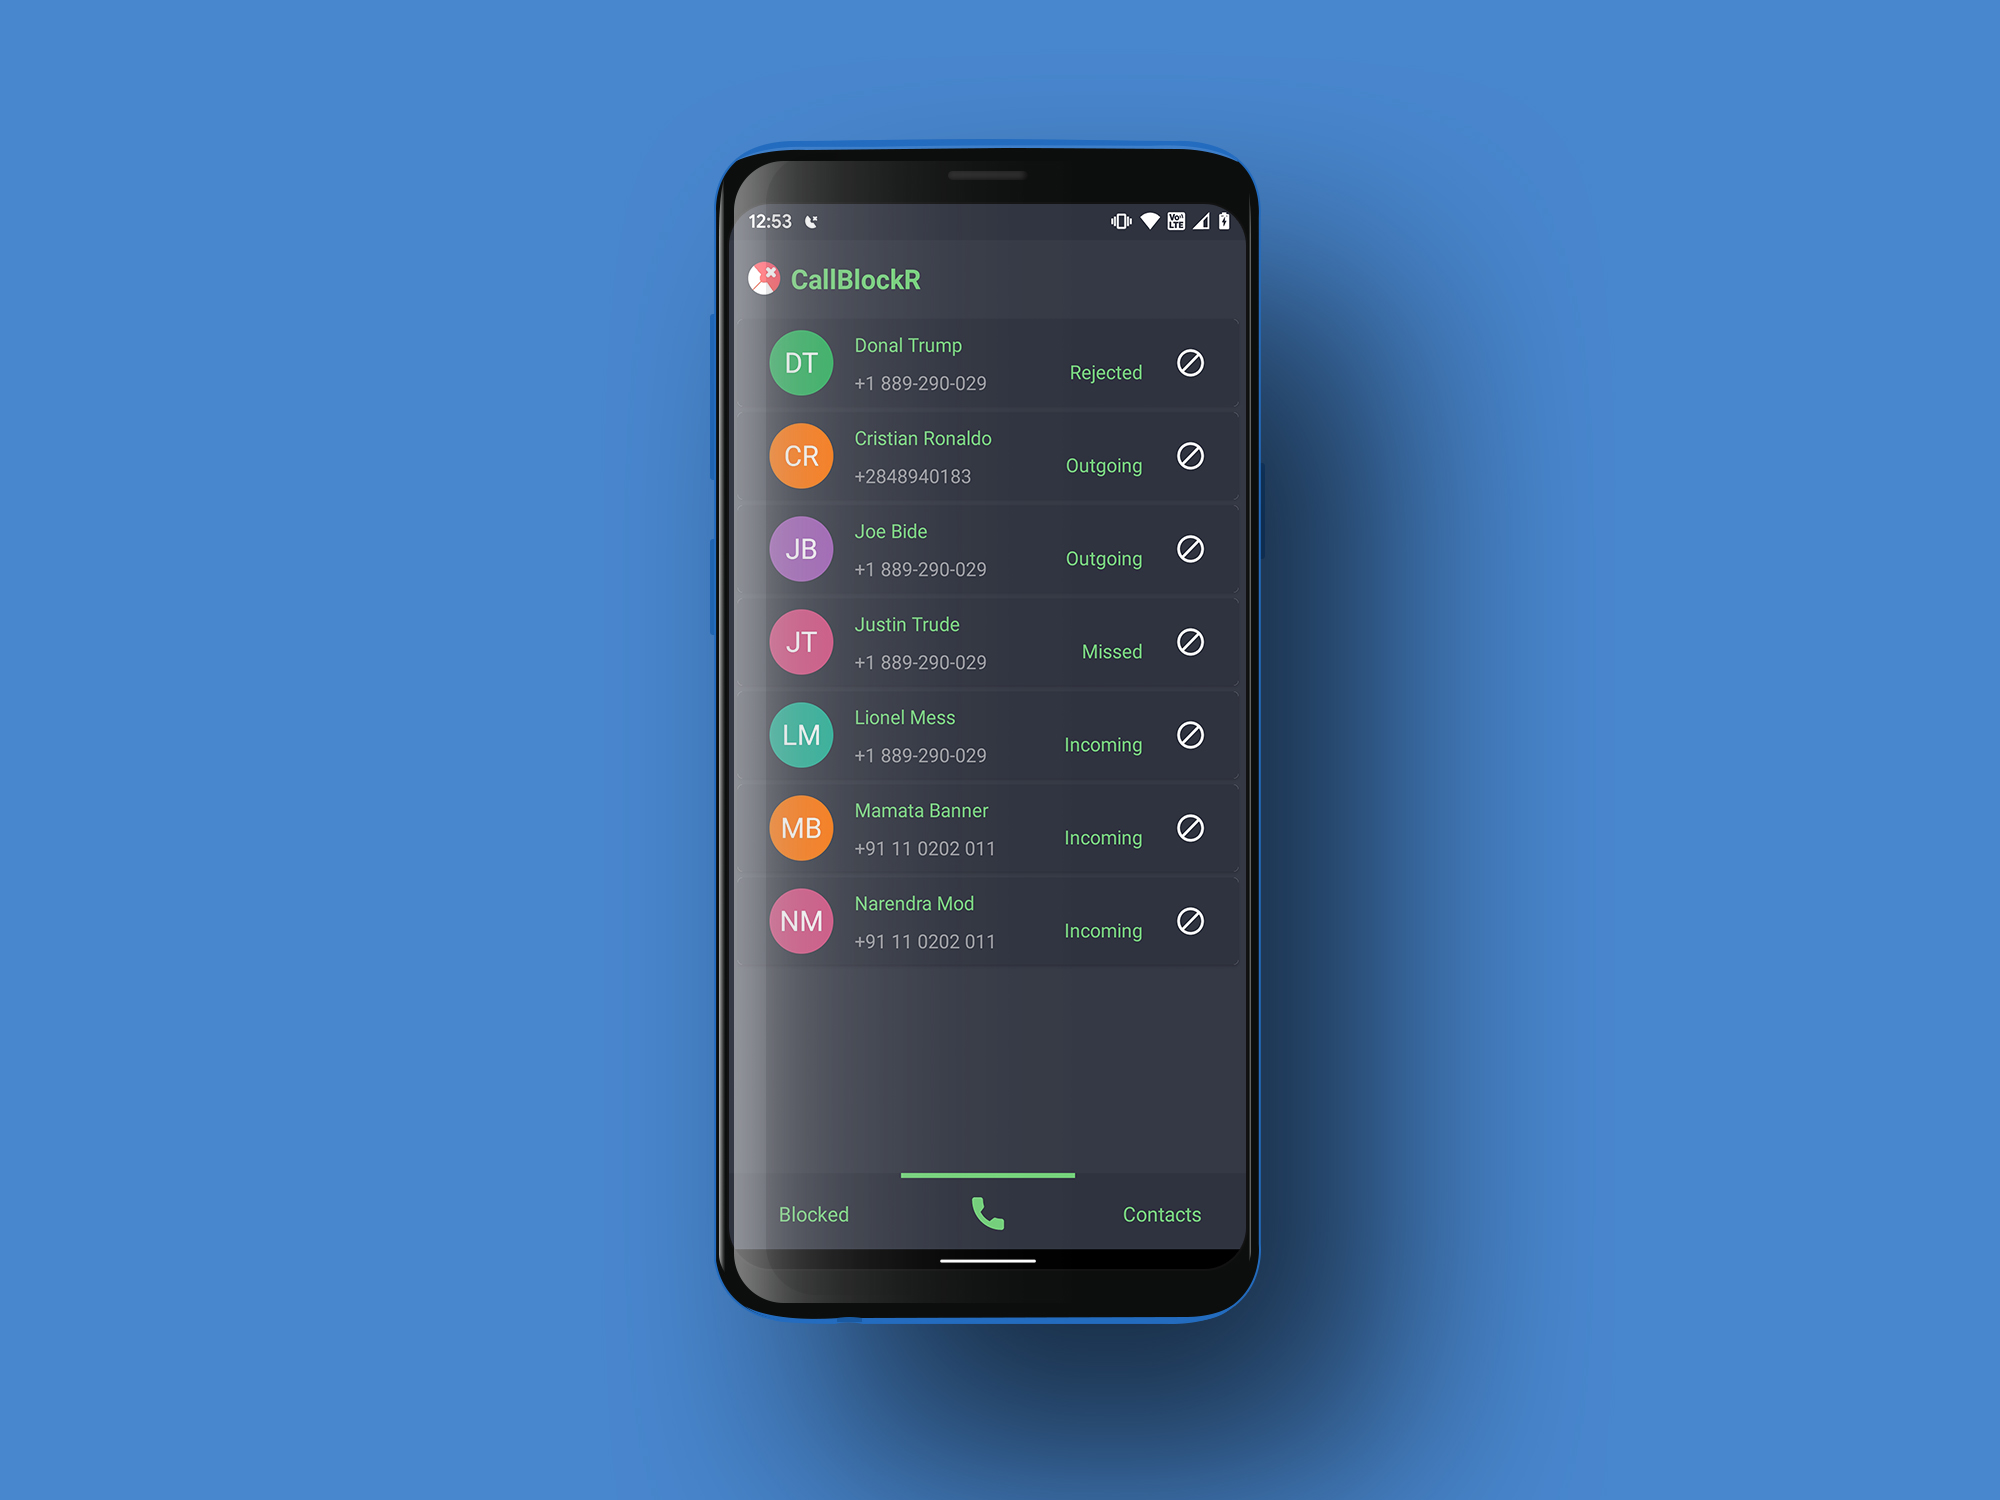 12:53
VoLTE
CallBlockR
DT
Donal Trump
+1 889-290-029
Rejected
CR
Cristian Ronaldo
+2848940183
Outgoing
JB
Joe Bide
+1 889-290-029
Outgoing
JT
Justin Trude
+1 889-290-029
Missed
LM
Lionel Mess
+1 889-290-029
Incoming
MB
Mamata Banner
+91 11 0202 011
Incoming
NM
Narendra Mod
+91 11 0202 011
Incoming
Blocked
Contacts